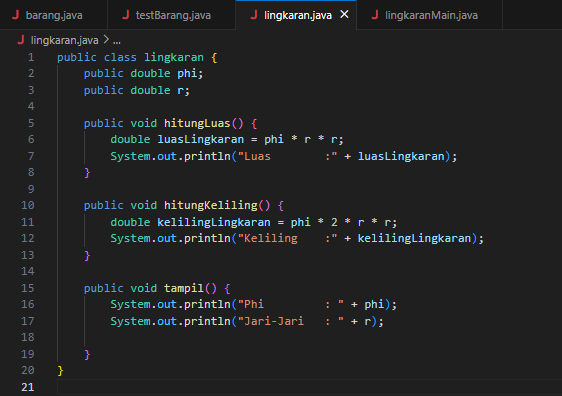 barang.java testBarang.java lingkaran.java × lingkaranMain.java
lingkaran.java > ...
1 public class lingkaran {
2     public double phi;
3     public double r;
4
5     public void hitungLuas() {
6         double luasLingkaran = phi * r * r;
7         System.out.println("Luas        :" + luasLingkaran);
8     }
9
10     public void hitungKeliling() {
11         double kelilingLingkaran = phi * 2 * r * r;
12         System.out.println("Keliling    :" + kelilingLingkaran);
13     }
14
15     public void tampil() {
16         System.out.println("Phi         : " + phi);
17         System.out.println("Jari-Jari   : " + r);
18
19     }
20 }
21